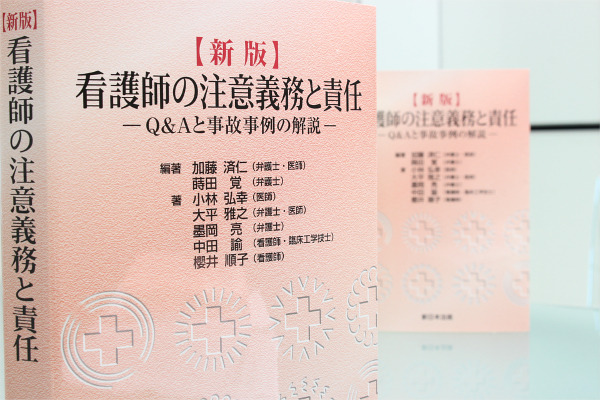 【新版】看護師の注意義務と責任
【新版】
看護師の注意義務と責任
－Q&Aと事故事例の解説－
編著 加藤 済仁（弁護士・医師）
蒔田 覚（弁護士）
著 小林 弘幸（医師）
大平 雅之（弁護士・医師）
墨岡 亮（弁護士）
中田 諭（看護師・臨床工学技士）
櫻井 順子（看護師）
【新版】
護師の注意義務と責任
－Q&Aと事故事例の解説－
新日本法規